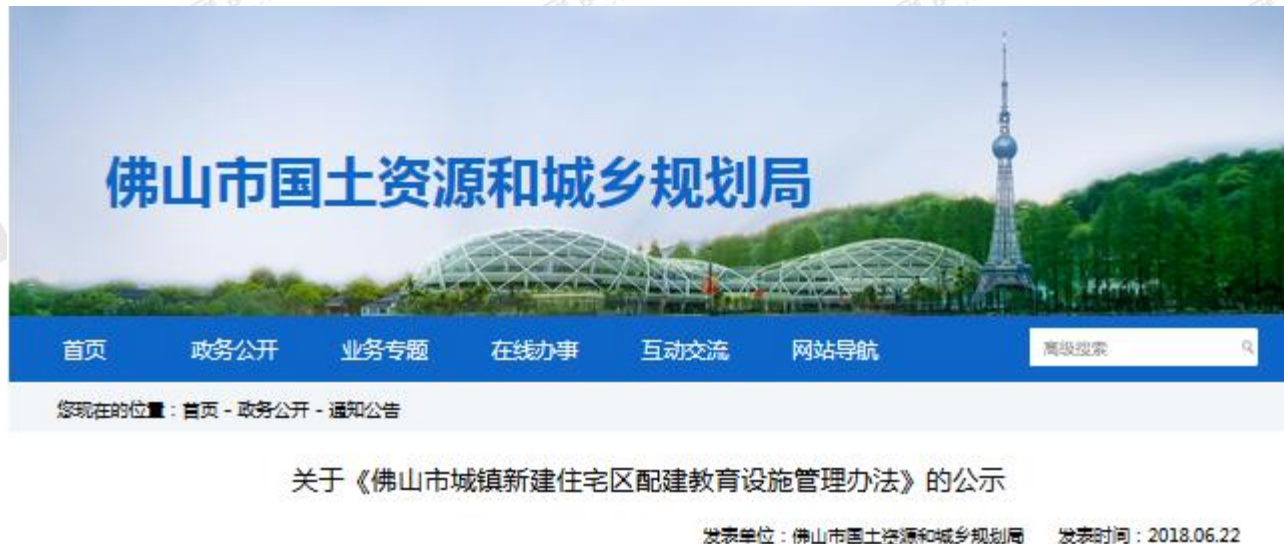 佛山市国土资源和城乡规划局
首页 政务公开 业务专题 在线办事 互动交流 网站导航 高级搜索
您现在的位置：首页 - 政务公开 - 通知公告
关于《佛山市城镇新建住宅区配建教育设施管理办法》的公示
发表单位：佛山市国土资源和城乡规划局 发表时间：2018.06.22